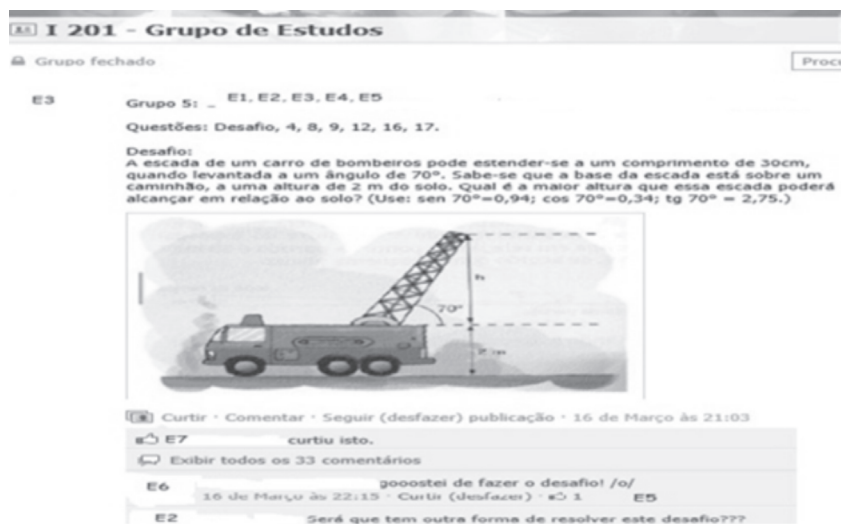 I 201 - Grupo de Estudos
Grupo fechado
Proc
E3
Grupo 5: _ E1, E2, E3, E4, E5
Questões: Desafio, 4, 8, 9, 12, 16, 17.
Desafio:
A escada de um carro de bombeiros pode estender-se a um comprimento de 30cm,
quando levantada a um ângulo de 70º. Sabe-se que a base da escada está sobre um
caminhão, a uma altura de 2 m do solo. Qual é a maior altura que essa escada poderá
alcançar em relação ao solo? (Use: sen 70º=0,94; cos 70º=0,34; tg 70º = 2,75.)
h
70º
2 m
Curtir · Comentar · Seguir (desfazer) publicação · 16 de Março às 21:03
E7 curtiu isto.
Exibir todos os 33 comentários
E6 gooostei de fazer o desafio! /o/
16 de Março às 22:15 · Curtir (desfazer) · 1 E5
E2 Será que tem outra forma de resolver este desafio???